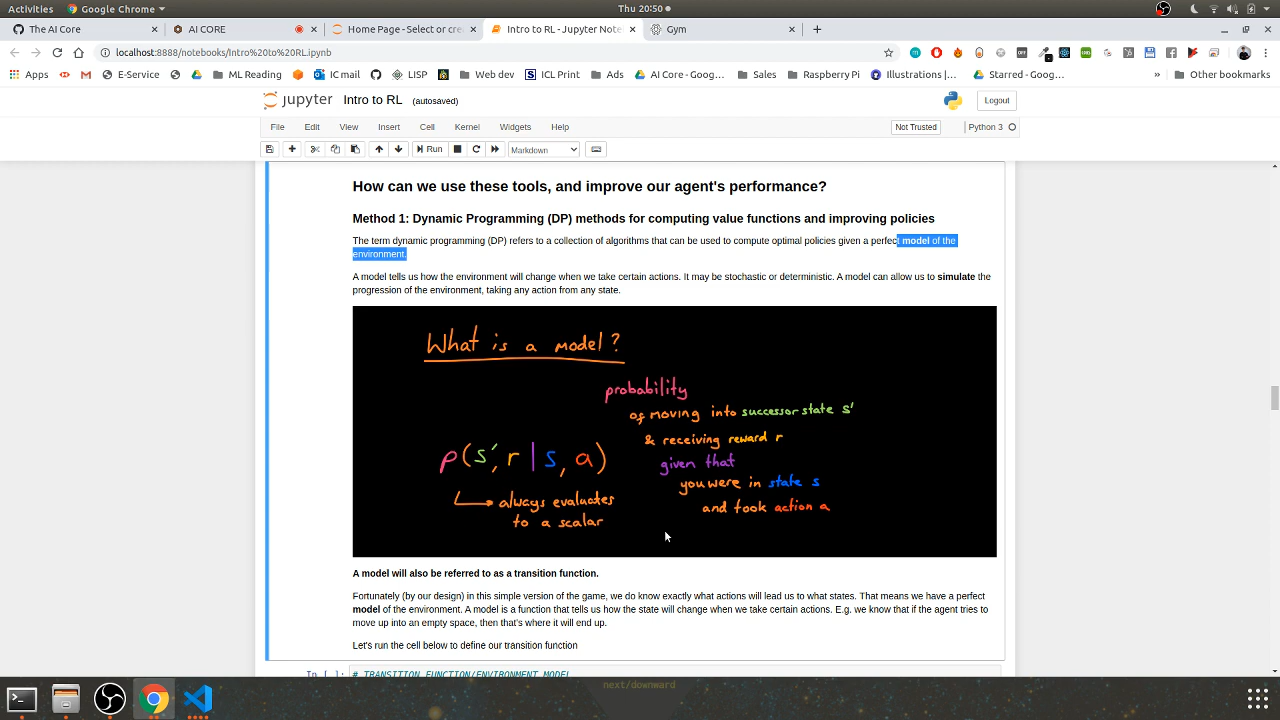 Activities
Google Chrome
Thu 20:50
The AI Core
AI CORE
Home Page - Select or cre
Intro to RL - Jupyter Note
Gym
localhost:8888/notebooks/Intro%20to%20RL.ipynb
Apps
E-Service
ML Reading
IC mail
LISP
Web dev
ICL Print
Ads
AI Core - Goog...
Sales
Raspberry Pi
Illustrations |...
Starred - Goog...
»
Other bookmarks
jupyter Intro to RL (autosaved)
Logout
File Edit View Insert Cell Kernel Widgets Help
Not Trusted
Python 3
Run
Markdown
How can we use these tools, and improve our agent's performance?
Method 1: Dynamic Programming (DP) methods for computing value functions and improving policies
The term dynamic programming (DP) refers to a collection of algorithms that can be used to compute optimal policies given a perfect model of the
environment.
A model tells us how the environment will change when we take certain actions. It may be stochastic or deterministic. A model can allow us to simulate the
progression of the environment, taking any action from any state.
What is a model?
probability
of moving into successor state s'
& receiving reward r
given that
you were in state s
and took action a
p(s', r | s, a)
always evaluates
to a scalar
A model will also be referred to as a transition function.
Fortunately (by our design) in this simple version of the game, we do know exactly what actions will lead us to what states. That means we have a perfect
model of the environment. A model is a function that tells us how the state will change when we take certain actions. E.g. we know that if the agent tries to
move up into an empty space, then that's where it will end up.
Let's run the cell below to define our transition function
In [ ]: # TRANSITION FUNCTION/ENVIRONMENT MODEL
next/downward